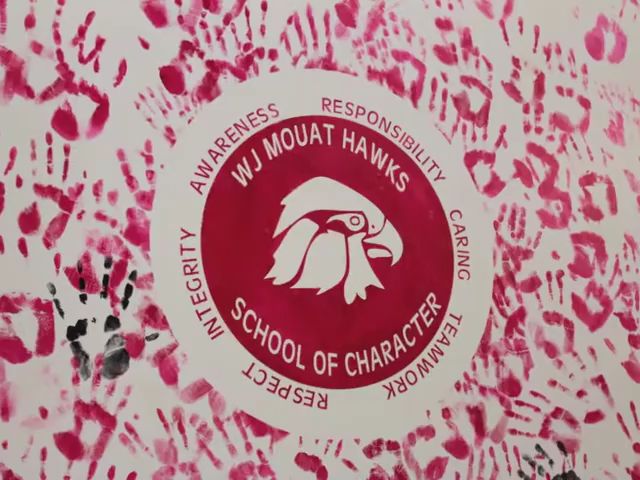 AWARENESS
RESPONSIBILITY
CARING
TEAMWORK
RESPECT
INTEGRITY
WJ MOUAT HAWKS
SCHOOL OF CHARACTER